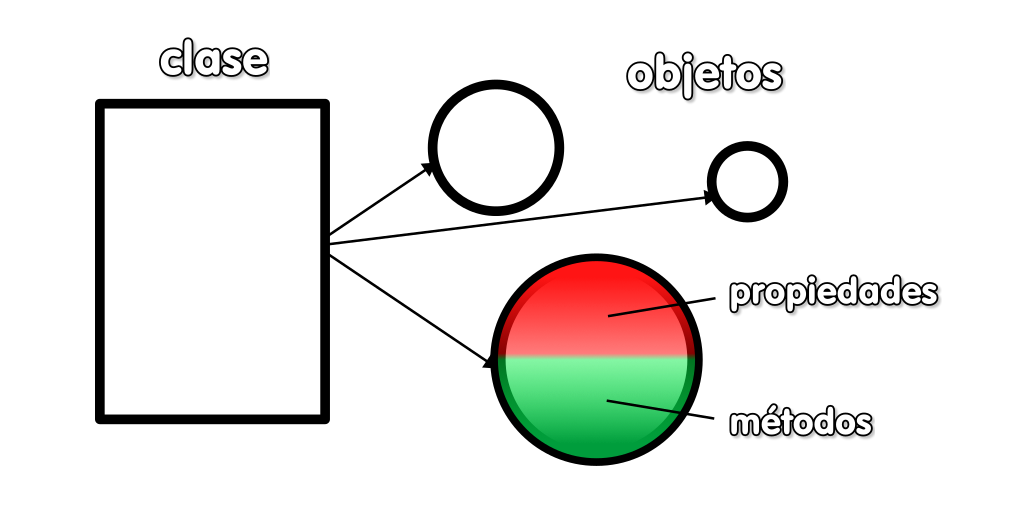 clase
objetos
propiedades
métodos